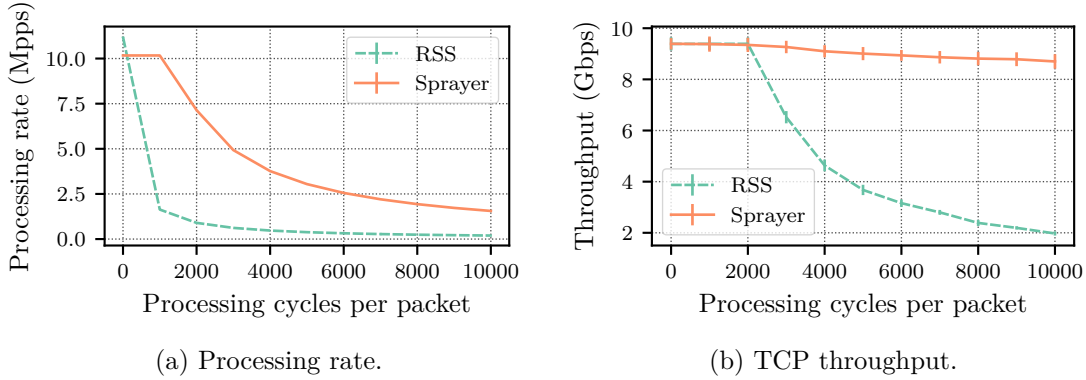 Processing rate (Mpps)
10.0
7.5
5.0
2.5
0.0
RSS
Sprayer
0 2000 4000 6000 8000 10000
Processing cycles per packet
(a) Processing rate.
Throughput (Gbps)
10
8
6
4
2
RSS
Sprayer
0 2000 4000 6000 8000 10000
Processing cycles per packet
(b) TCP throughput.